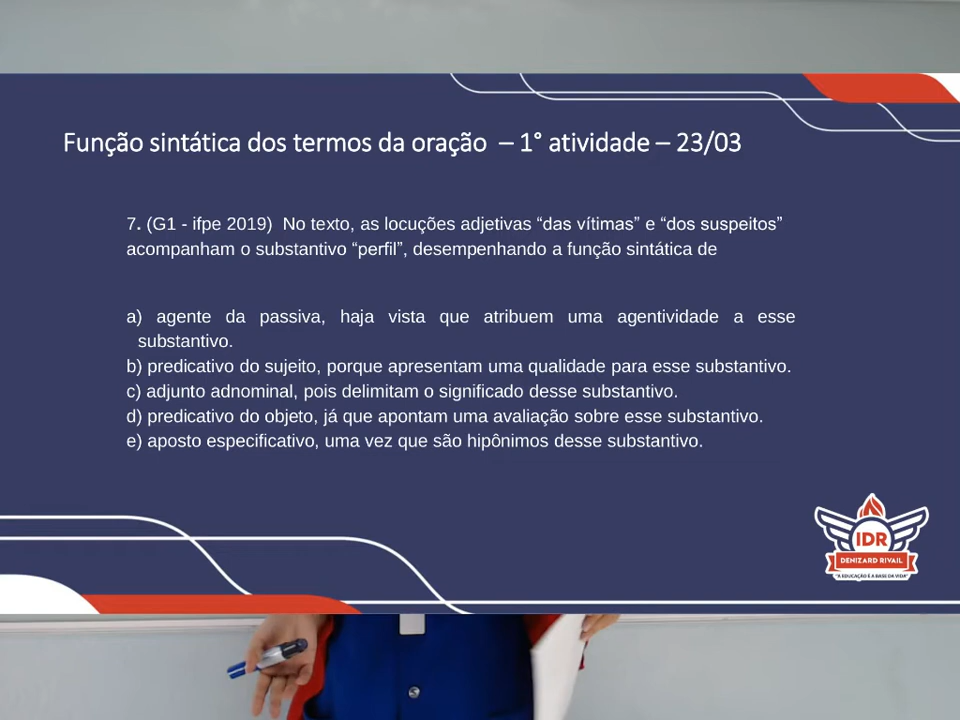 Função sintática dos termos da oração – 1° atividade – 23/03
7. (G1 - ifpe 2019) No texto, as locuções adjetivas “das vítimas” e “dos suspeitos”
acompanham o substantivo “perfil”, desempenhando a função sintática de
a) agente da passiva, haja vista que atribuem uma agentividade a esse
substantivo.
b) predicativo do sujeito, porque apresentam uma qualidade para esse substantivo.
c) adjunto adnominal, pois delimitam o significado desse substantivo.
d) predicativo do objeto, já que apontam uma avaliação sobre esse substantivo.
e) aposto especificativo, uma vez que são hipônimos desse substantivo.
IDR
DENIZARD RIVAIL
"A EDUCAÇÃO É A BASE DA VIDA"